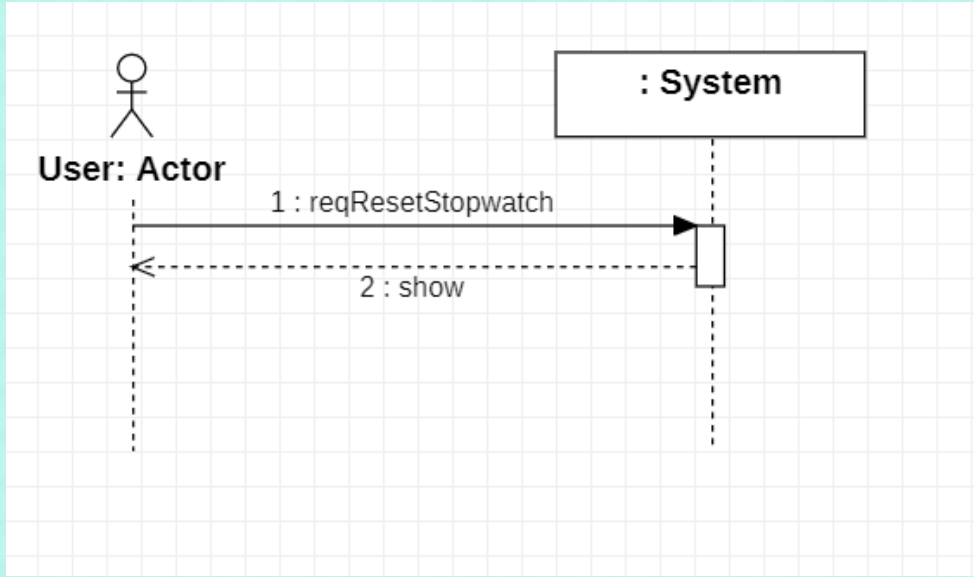 : System
User: Actor
1 : reqResetStopwatch
2 : show